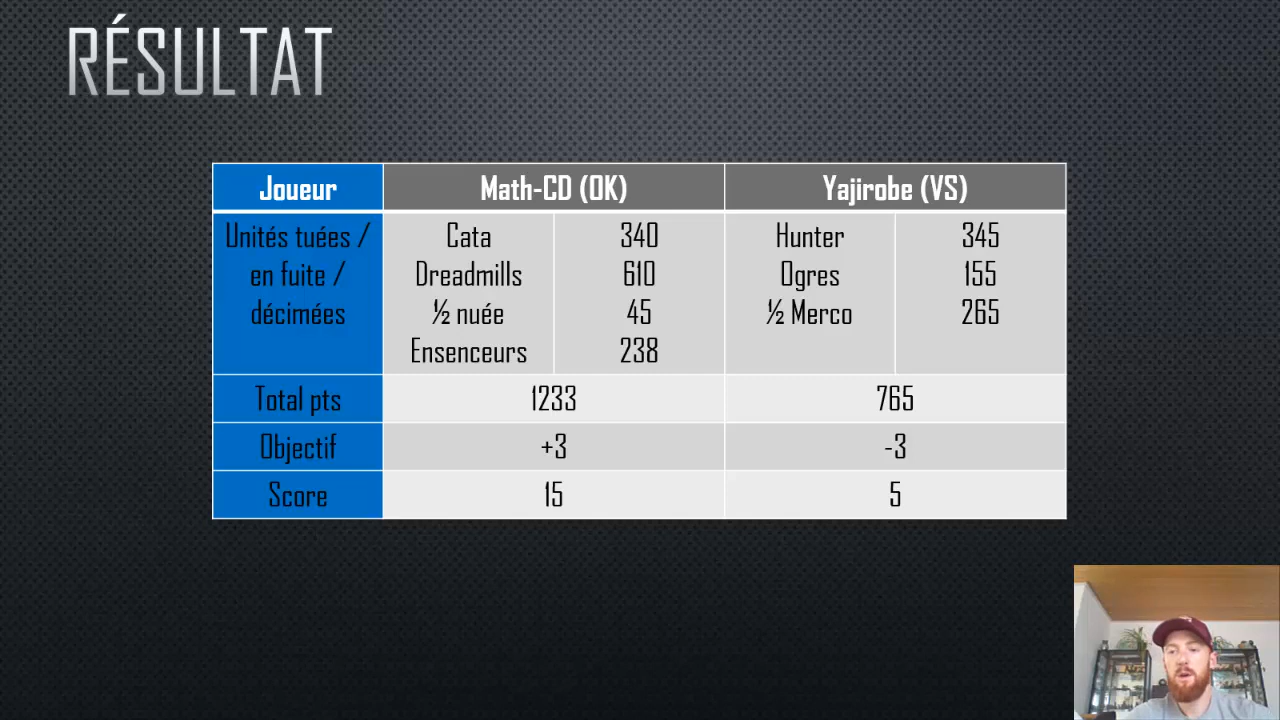 RÉSULTAT
Joueur Math-CD (OK) Yajirobe (VS)
Unités tuées / Cata 340 Hunter 345
en fuite / Dreadmills 610 Ogres 155
décimées ½ nuée 45 ½ Merco 265
Ensenceurs 238
Total pts 1233 765
Objectif +3 -3
Score 15 5